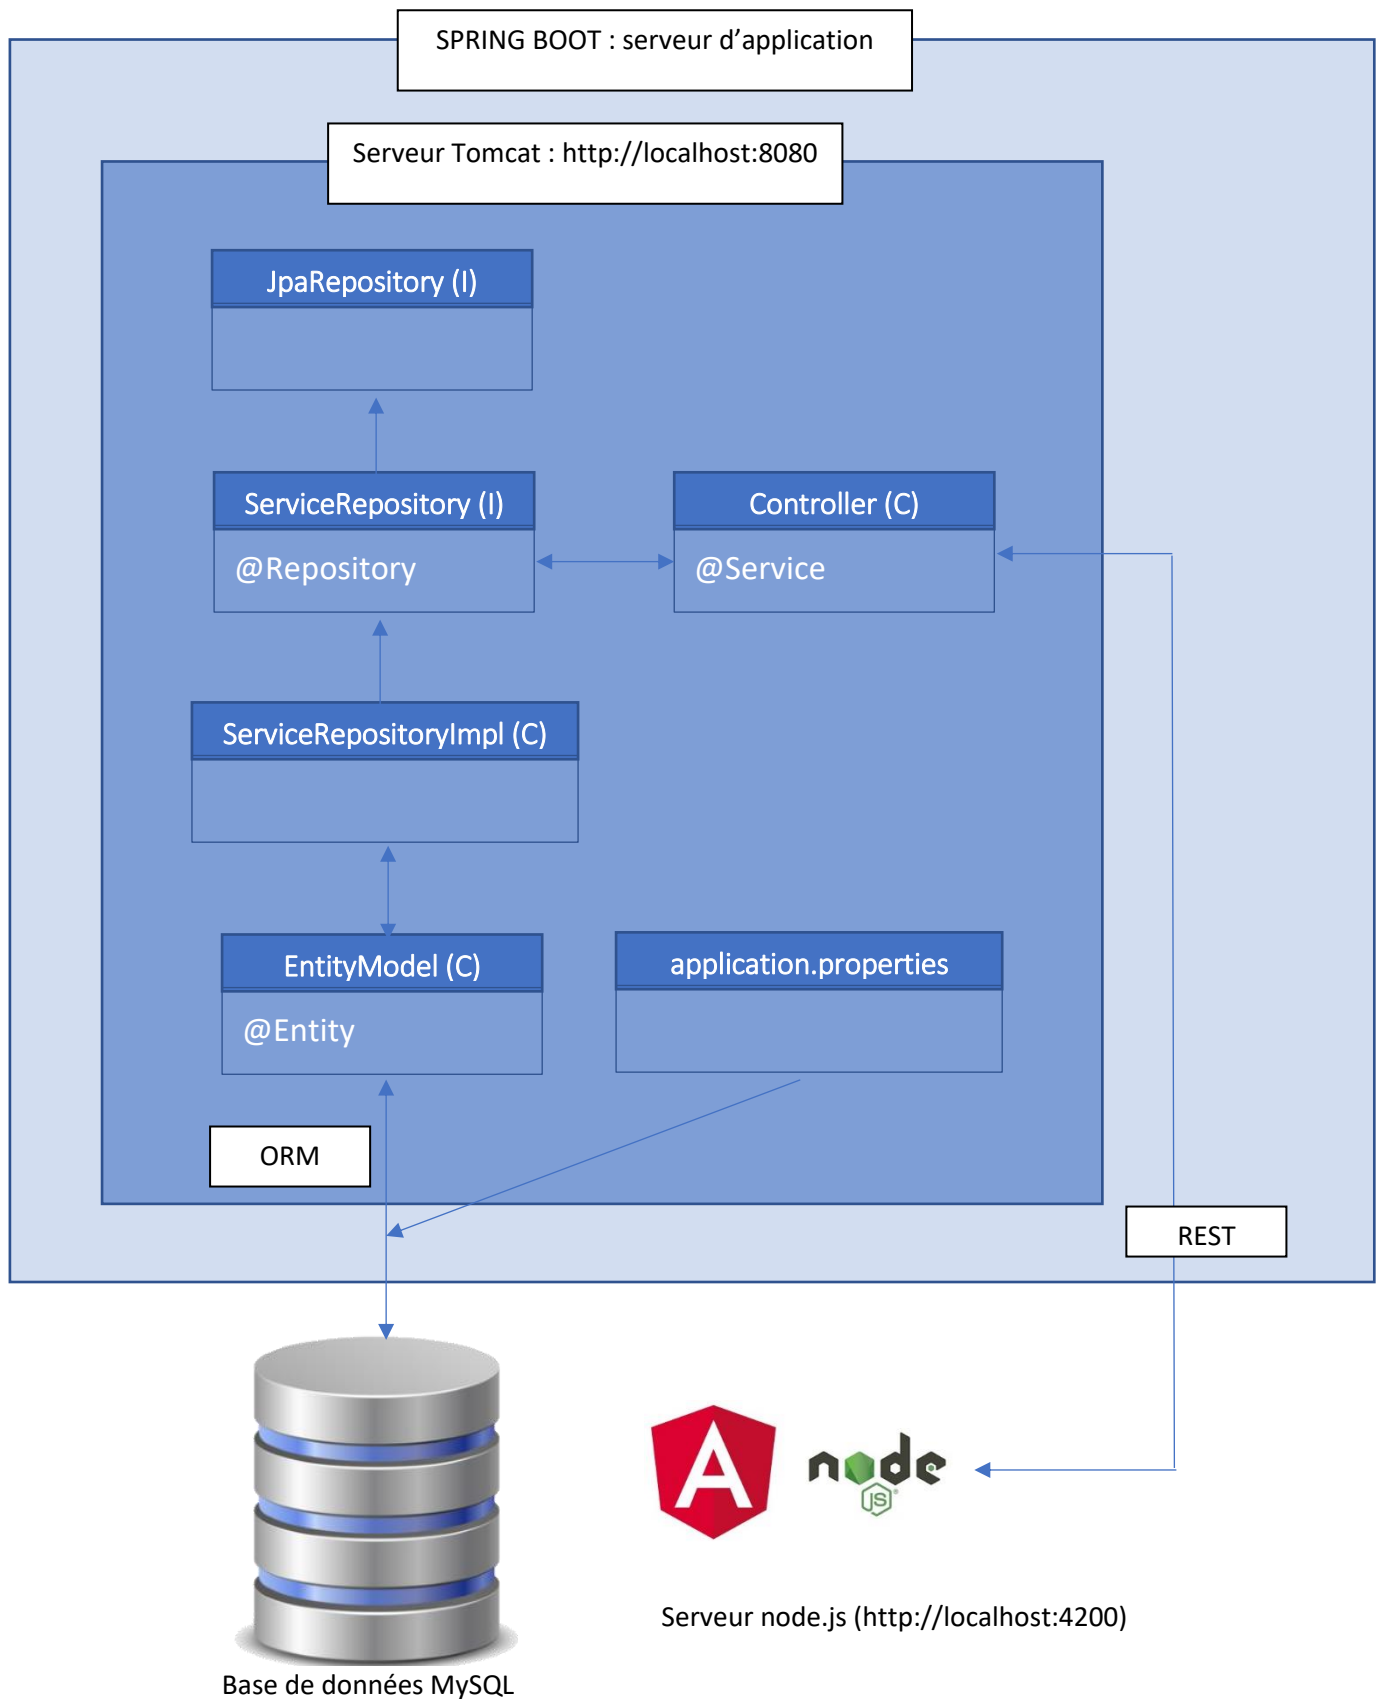 SPRING BOOT : serveur d’application
Serveur Tomcat : http://localhost:8080
JpaRepository (I)
ServiceRepository (I)
@Repository
Controller (C)
@Service
ServiceRepositoryImpl (C)
EntityModel (C)
@Entity
application.properties
ORM
REST
A
node
JS
®
Serveur node.js (http://localhost:4200)
Base de données MySQL